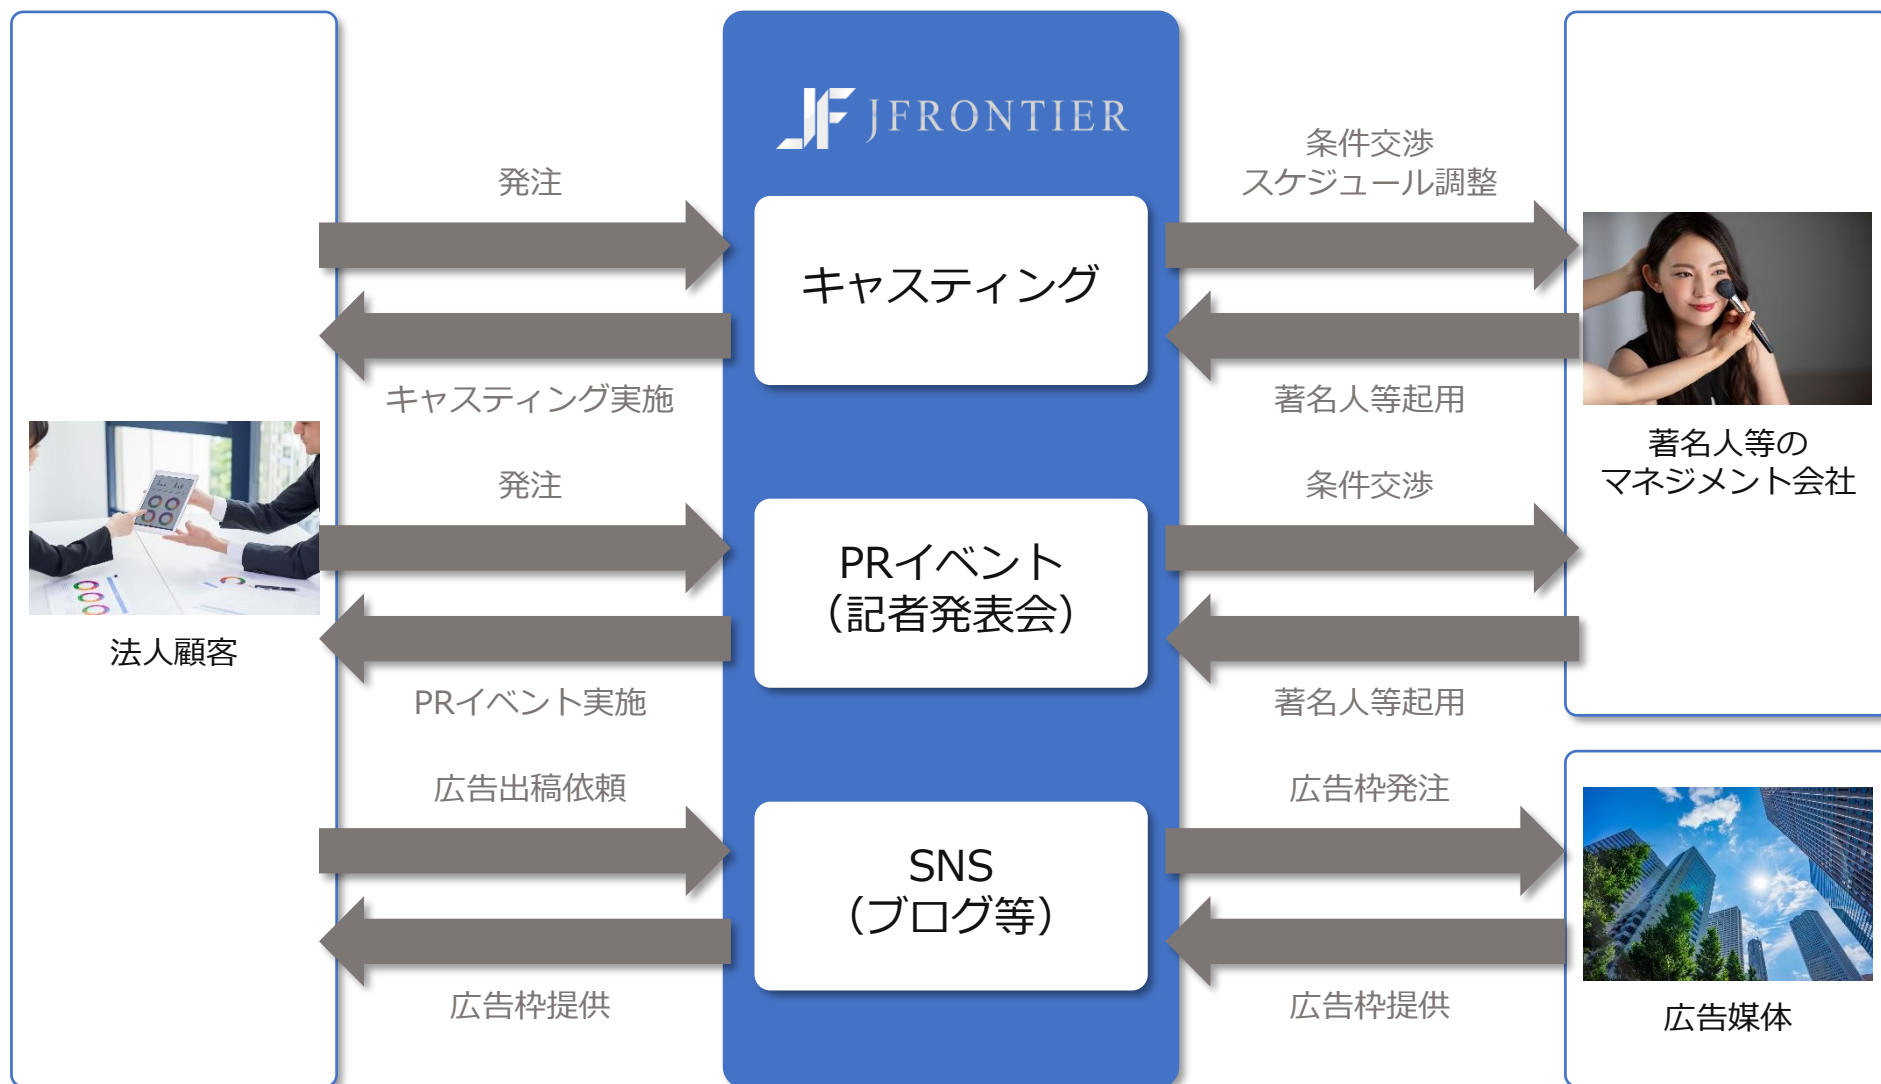 JF JFRONTIER
発注
条件交渉
スケジュール調整
キャスティング
キャスティング実施
著名人等起用
著名人等の
マネジメント会社
発注
条件交渉
PRイベント
（記者発表会）
法人顧客
PRイベント実施
著名人等起用
広告出稿依頼
広告枠発注
SNS
（ブログ等）
広告枠提供
広告枠提供
広告媒体